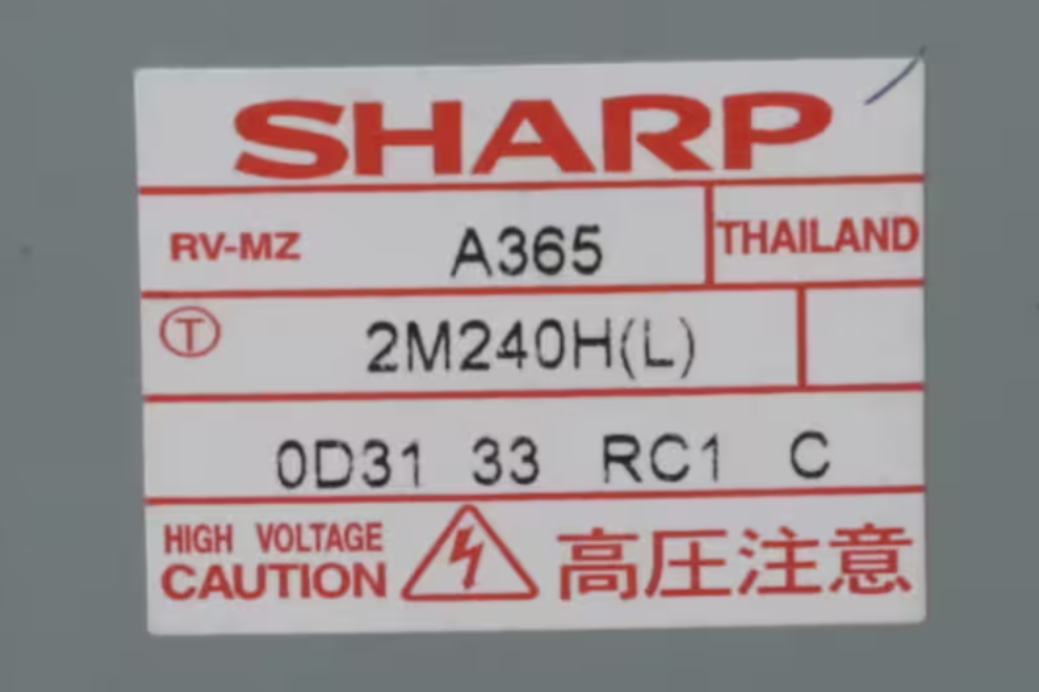 SHARP
RV-MZ A365 THAILAND
Ⓣ 2M240H(L)
0D31 33 RC1 C
HIGH VOLTAGE
CAUTION 高圧注意